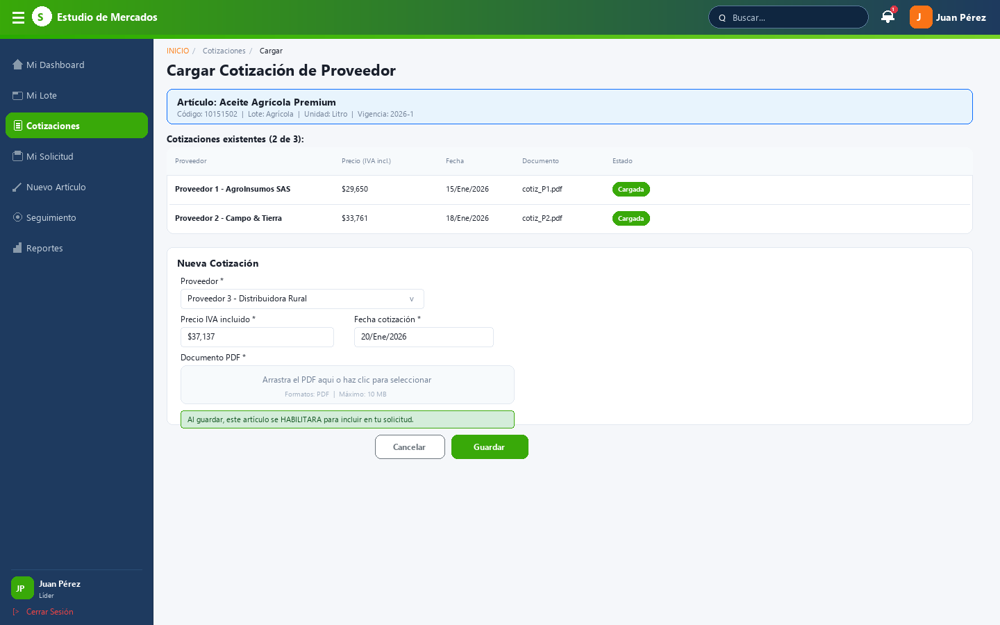 S Estudio de Mercados
Buscar...
1
J Juan Pérez
Mi Dashboard
Mi Lote
Cotizaciones
Mi Solicitud
Nuevo Artículo
Seguimiento
Reportes
JP Juan Pérez
Líder
[> Cerrar Sesión
INICIO / Cotizaciones / Cargar
Cargar Cotización de Proveedor
Artículo: Aceite Agrícola Premium
Código: 10151502 | Lote: Agrícola | Unidad: Litro | Vigencia: 2026-1
Cotizaciones existentes (2 de 3):
Proveedor Precio (IVA incl.) Fecha Documento Estado
Proveedor 1 - AgroInsumos SAS $29,650 15/Ene/2026 cotiz_P1.pdf Cargada
Proveedor 2 - Campo & Tierra $33,761 18/Ene/2026 cotiz_P2.pdf Cargada
Nueva Cotización
Proveedor *
Proveedor 3 - Distribuidora Rural v
Precio IVA incluido * Fecha cotización *
$37,137 20/Ene/2026
Documento PDF *
Arrastra el PDF aqui o haz clic para seleccionar
Formatos: PDF | Máximo: 10 MB
Al guardar, este artículo se HABILITARA para incluir en tu solicitud.
Cancelar Guardar